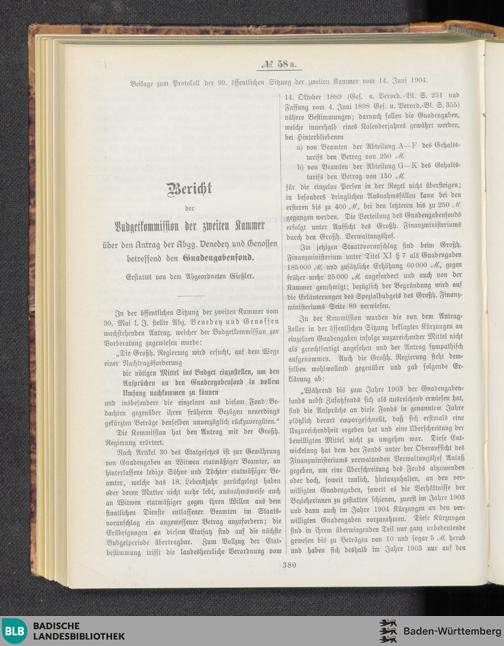 № 58a.
Beilage zum Protokoll der 90. öffentlichen Sitzung der zweiten Kammer vom 14. Juni 1904.
Bericht
der
Budgetkommission der zweiten Kammer
über den Antrag der Abgg. Venedey und Genossen
betreffend den Gnadengabenfond.
Erstattet von dem Abgeordneten Gießler.
In der öffentlichen Sitzung der zweiten Kammer vom
30. Mai l. J. stellte Abg. Venedey und Genossen
nachstehenden Antrag, welcher der Budgetkommission zur
Vorberatung zugewiesen wurde:
„Die Großh. Regierung wird ersucht, auf dem Wege
einer Nachtragsforderung
die nötigen Mittel ins Budget einzustellen, um den
Ansprüchen an den Gnadengabenfond in vollem
Umfang nachkommen zu können
und insbesondere die einzelnen aus diesem Fond Be-
dachten gegenüber ihren früheren Bezügen neuerdings
gekürzten Beträge denselben unverzüglich rückzuvergüten."
Die Kommission hat den Antrag mit der Großh.
Regierung erörtert.
Nach Artikel 30 des Etatgesetzes ist zur Gewährung
von Gnadengaben an Witwen etatmäßiger Beamter, an
hinterlassene ledige Söhne und Töchter etatmäßiger Be-
amter, welche das 18. Lebensjahr zurückgelegt haben
oder deren Mutter nicht mehr lebt, ausnahmsweise auch
an Witwen etatmäßiger gegen ihren Willen aus dem
staatlichen Dienste entlassener Beamten im Staats-
voranschlag ein angemessener Betrag anzufordern; die
Erübrigungen an diesem Etatsatz sind auf die nächste
Budgetperiode übertragbar. Zum Vollzug der Etat-
bestimmung trifft die landesherrliche Verordnung vom
14. Oktober 1889 (Ges. u. Verord.-Bl. S. 231 und
Fassung vom 4. Juni 1898 Ges. u. Verord.-Bl. S. 355)
nähere Bestimmungen; darnach sollen die Gnadengaben,
welche innerhalb eines Kalenderjahres gewährt werden,
bei Hinterbliebenen
a) von Beamten der Abteilung A—F des Gehalts-
tarifs den Betrag von 250 ℳ
b) von Beamten der Abteilung G—K des Gehalts-
tarifs den Betrag von 150 ℳ
für die einzelne Person in der Regel nicht übersteigen;
in besonders dringlichen Ausnahmsfällen kann bei den
ersteren bis zu 400 ℳ, bei den letzteren bis zu 250 ℳ
gegangen werden. Die Verteilung des Gnadengabenfonds
erfolgt unter Aufsicht des Großh. Finanzministeriums
durch den Großh. Verwaltungshof.
Im jetzigen Staatsvoranschlag sind beim Großh.
Finanzministerium unter Titel XI § 7 als Gnadengaben
185 000 ℳ und zusätzliche Erhöhung 60 000 ℳ, gegen
früher mehr 25 000 ℳ angefordert und auch von der
Kammer genehmigt; bezüglich der Begründung wird auf
die Erläuterungen des Spezialbudgets des Großh. Finanz-
ministeriums Seite 89 verwiesen.
In der Kommission wurden die von dem Antrag-
steller in der öffentlichen Sitzung beklagten Kürzungen an
einzelnen Gnadengaben infolge unzureichender Mittel nicht
als gerechtfertigt angesehen und der Antrag sympathisch
aufgenommen. Auch die Großh. Regierung steht dem-
selben wohlwollend gegenüber und gab folgende Er-
klärung ab:
„Während bis zum Jahre 1903 der Gnadengaben-
fonds nebst Zusatzfonds sich als ausreichend erwiesen hat,
sind die Ansprüche an diese Fonds in genanntem Jahre
plötzlich derart emporgeschnellt, daß sich erstmals eine
Unzureichendheit ergeben hat und eine Überschreitung der
bewilligten Mittel nicht zu umgehen war. Diese Ent-
wickelung hat dem den Fonds unter der Oberaufsicht des
Finanzministeriums verwaltenden Verwaltungshof Anlaß
gegeben, um eine Überschreitung des Fonds abzuwenden
oder doch, soweit tunlich, hintanzuhalten, an den ver-
willigten Gnadengaben, soweit es die Verhältnisse der
Bezieherinnen zu gestatten schienen, zuerst im Jahre 1903
und dann auch im Jahre 1904 Kürzungen an den ver-
willigten Gnadengaben vorzunehmen. Diese Kürzungen
sind in ihrem überwiegenden Teil nur ganz unbedeutende
gewesen bis zu Beträgen von 10 und sogar 5 ℳ herab
und haben sich deshalb im Jahre 1903 nur auf den
380
BLB
BADISCHE
LANDESBIBLIOTHEK
Baden-Württemberg